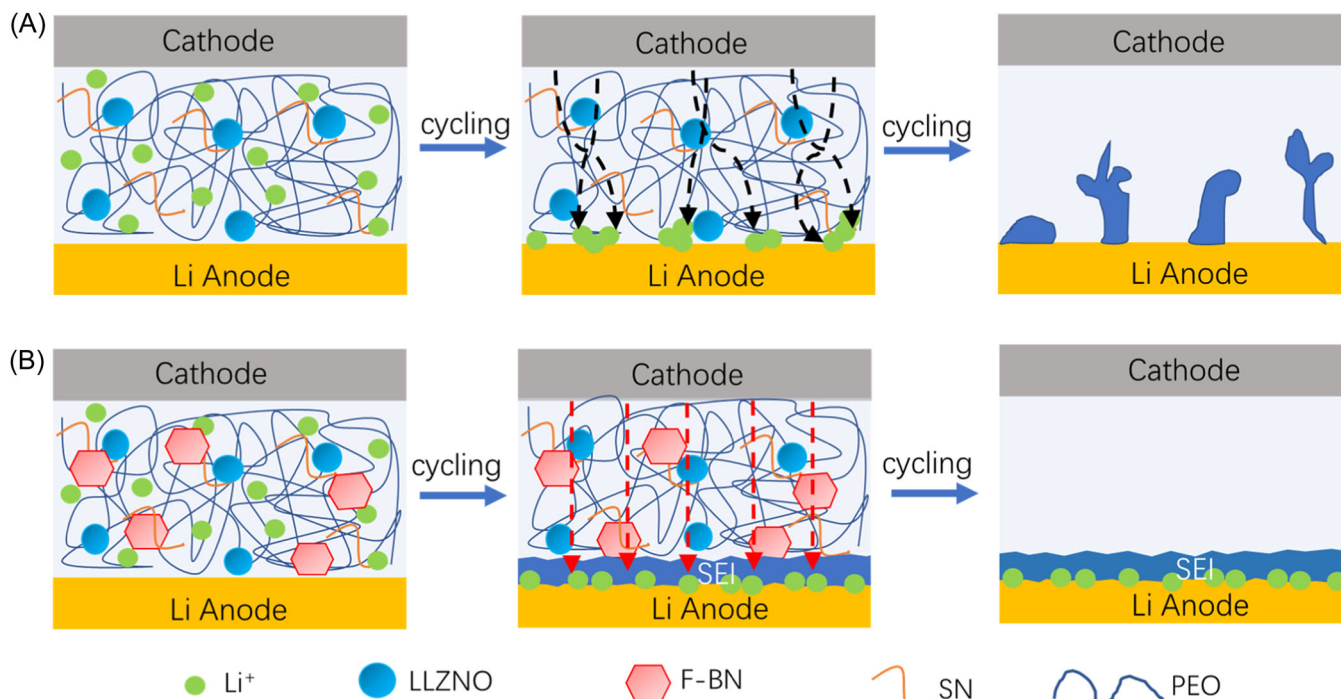 (A)
Cathode
Li Anode
cycling
Cathode
Li Anode
cycling
Cathode
Li Anode
(B)
Cathode
Li Anode
cycling
Cathode
SEI
Li Anode
cycling
Cathode
SEI
Li Anode
Li⁺
LLZNO
F-BN
SN
PEO